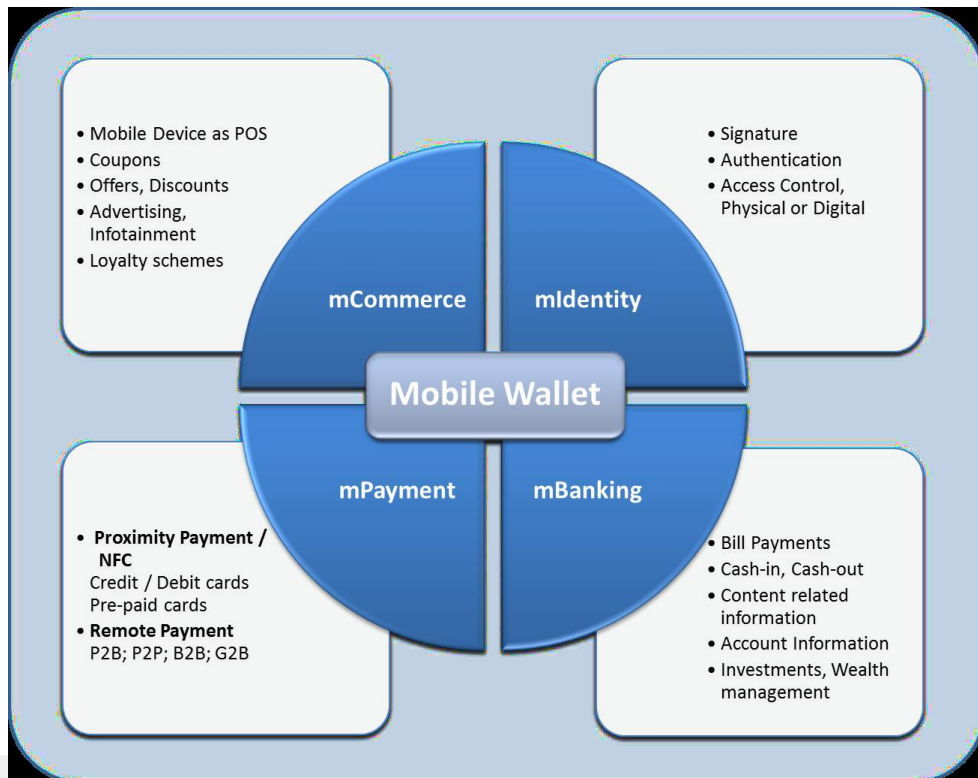 • Mobile Device as POS
• Coupons
• Offers, Discounts
• Advertising,
Infotainment
• Loyalty schemes
• Signature
• Authentication
• Access Control,
Physical or Digital
mCommerce
mIdentity
Mobile Wallet
mPayment
mBanking
• Proximity Payment /
NFC
Credit / Debit cards
Pre-paid cards
• Remote Payment
P2B; P2P; B2B; G2B
• Bill Payments
• Cash-in, Cash-out
• Content related
information
• Account Information
• Investments, Wealth
management